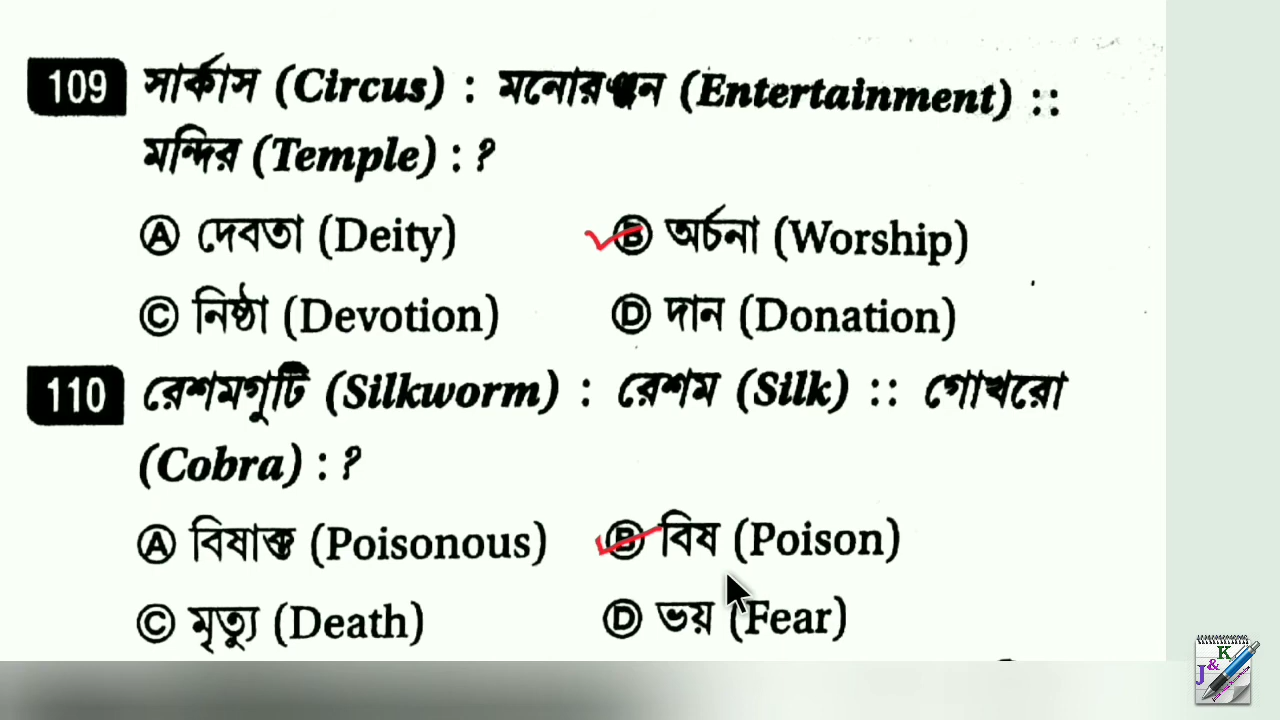 109 সার্কাস (Circus) : মনোরঞ্জন (Entertainment) ::
মন্দির (Temple) : ?
Ⓐ দেবতা (Deity) Ⓑ অর্চনা (Worship)
Ⓒ নিষ্ঠা (Devotion) Ⓓ দান (Donation)
110 রেশমগুটি (Silkworm) : রেশম (Silk) :: গোখরো
(Cobra) : ?
Ⓐ বিষাক্ত (Poisonous) Ⓑ বিষ (Poison)
Ⓒ মৃত্যু (Death) Ⓓ ভয় (Fear)
J&K